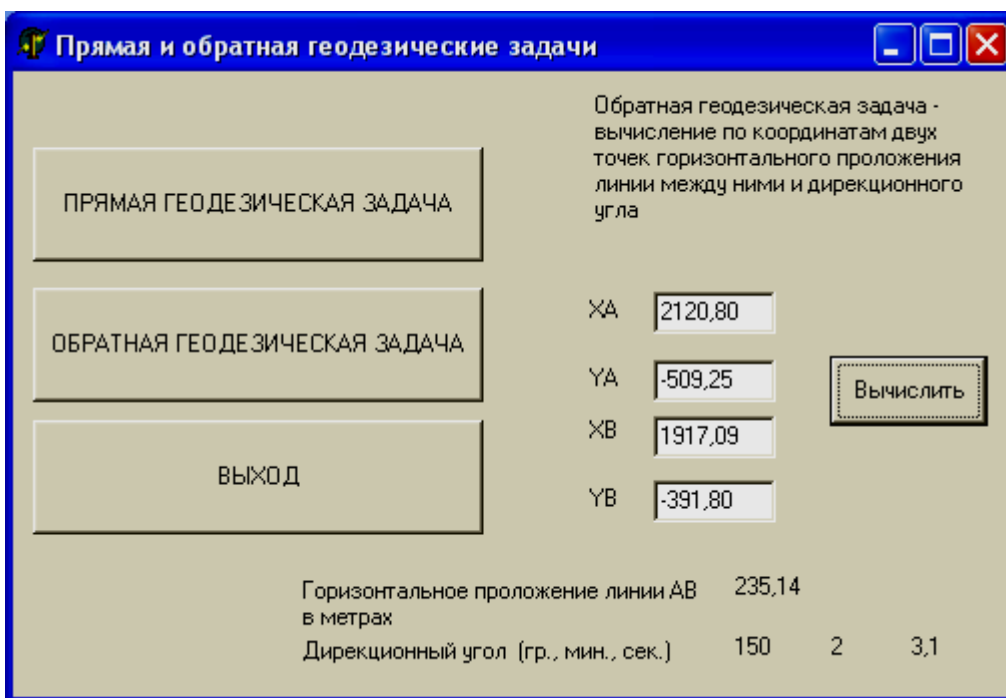 Прямая и обратная геодезические задачи
Обратная геодезическая задача -
вычисление по координатам двух
точек горизонтального проложения
линии между ними и дирекционного
угла
ПРЯМАЯ ГЕОДЕЗИЧЕСКАЯ ЗАДАЧА
ОБРАТНАЯ ГЕОДЕЗИЧЕСКАЯ ЗАДАЧА
ВЫХОД
XA 2120,80
YA -509,25
XB 1917,09
YB -391,80
Вычислить
Горизонтальное проложение линии АВ 235,14
в метрах
Дирекционный угол (гр., мин., сек.) 150 2 3,1